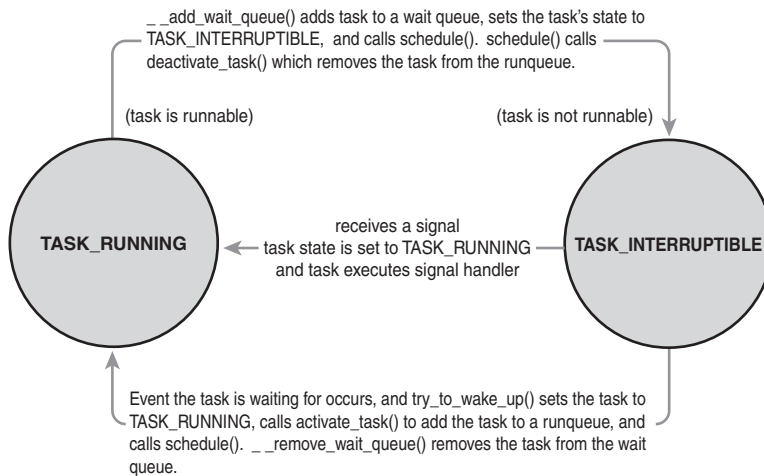 _ _add_wait_queue() adds task to a wait queue, sets the task's state to
TASK_INTERRUPTIBLE, and calls schedule(). schedule() calls
deactivate_task() which removes the task from the runqueue.
(task is runnable)
(task is not runnable)
TASK_RUNNING
receives a signal
task state is set to TASK_RUNNING
and task executes signal handler
TASK_INTERRUPTIBLE
Event the task is waiting for occurs, and try_to_wake_up() sets the task to
TASK_RUNNING, calls activate_task() to add the task to a runqueue, and
calls schedule(). _ _remove_wait_queue() removes the task from the wait
queue.